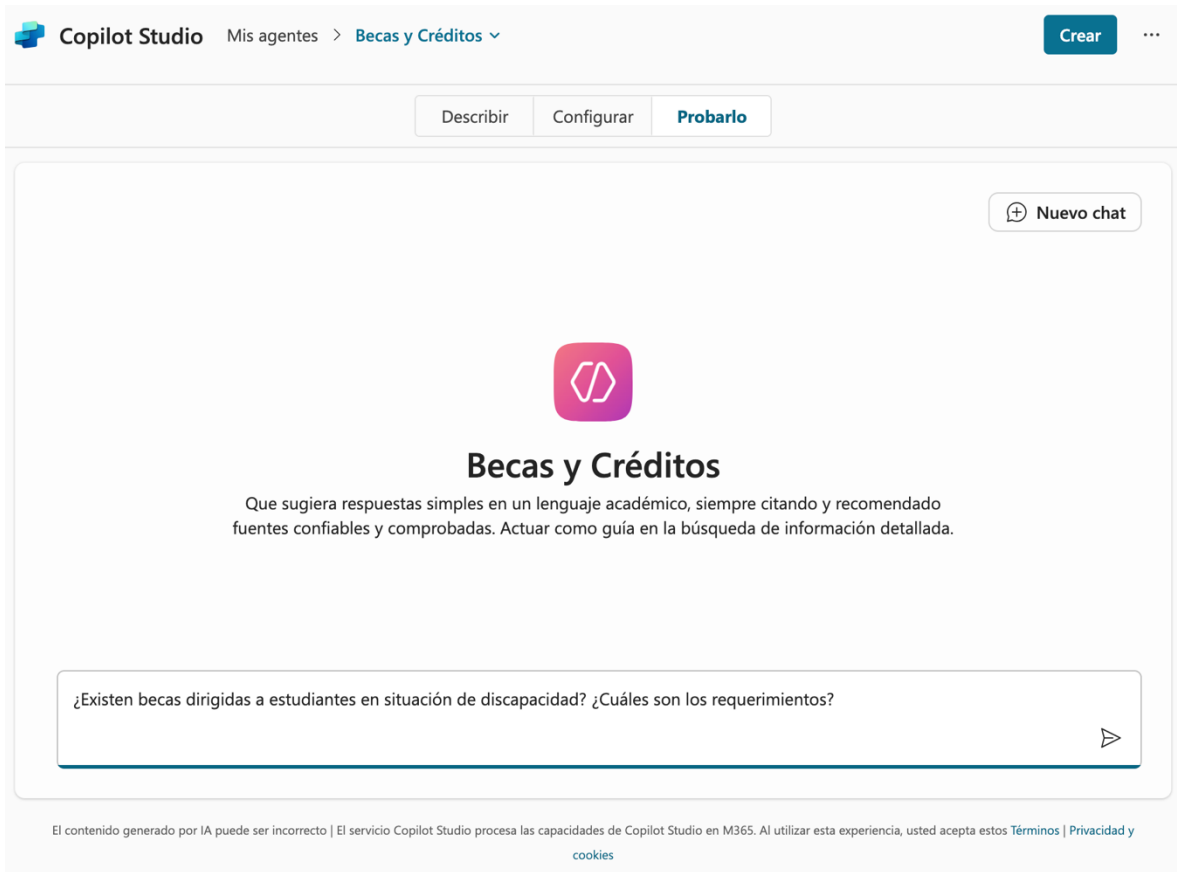 Copilot Studio Mis agentes > Becas y Créditos
Crear ...
Describir Configurar Probarlo
Nuevo chat
Becas y Créditos
Que sugiera respuestas simples en un lenguaje académico, siempre citando y recomendado
fuentes confiables y comprobadas. Actuar como guía en la búsqueda de información detallada.
¿Existen becas dirigidas a estudiantes en situación de discapacidad? ¿Cuáles son los requerimientos?
El contenido generado por IA puede ser incorrecto | El servicio Copilot Studio procesa las capacidades de Copilot Studio en M365. Al utilizar esta experiencia, usted acepta estos Términos | Privacidad y
cookies